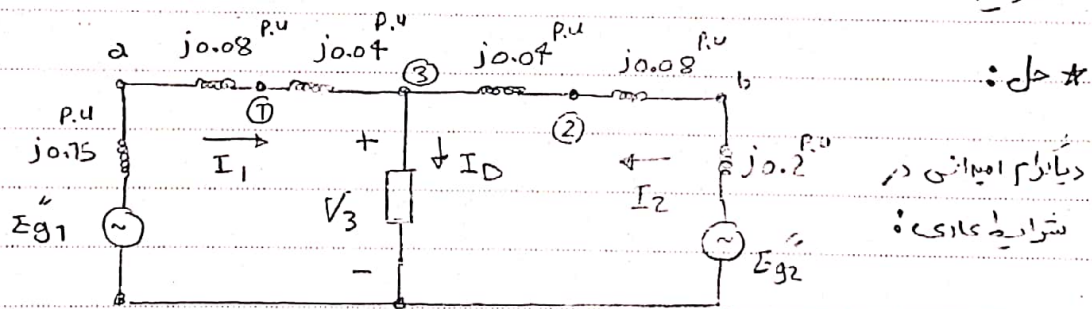 p.u p.u p.u p.u
a j0.08 j0.04 ③ j0.04 j0.08 b
* حل :
① ②
p.u j0.15 I1 + ↓ ID I2 j0.2 p.u
دیاگرام امپدانس در
Eg1" V3 Eg2"
شرایط عادی :
−